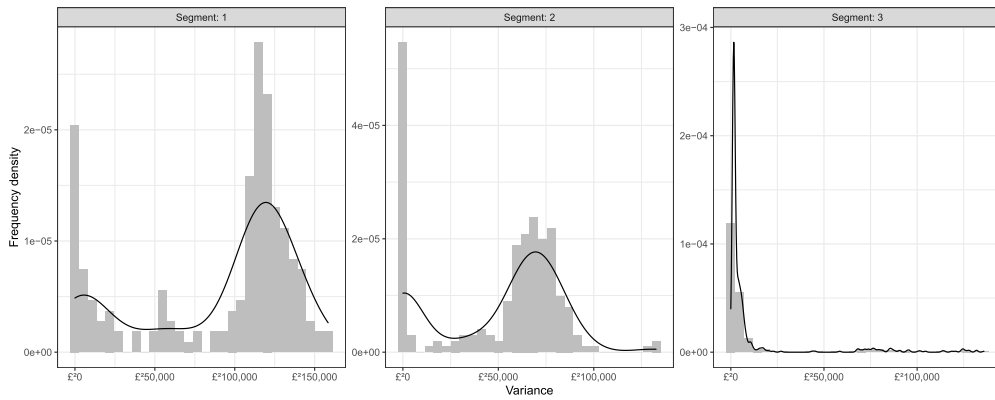 Segment: 1
Segment: 2
Segment: 3
Frequency density
2e−05
1e−05
0e+00
4e−05
2e−05
0e+00
3e−04
2e−04
1e−04
0e+00
£²0 £²50,000 £²100,000 £²150,000
£²0 £²50,000 £²100,000
£²0 £²50,000 £²100,000
Variance